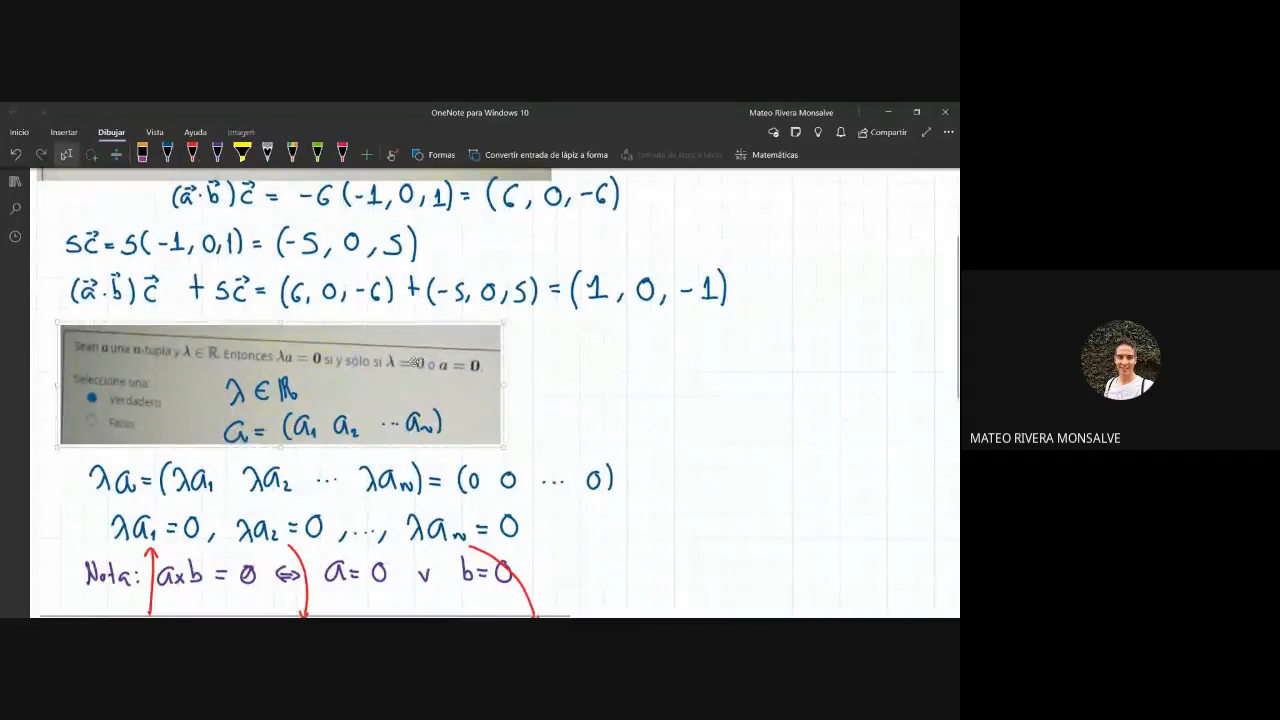 OneNote para Windows 10
Mateo Rivera Monsalve
Inicio Insertar Dibujar Vista Ayuda Imagen
Compartir
Formas Convertir entrada de lápiz a forma Entrada de lápiz a texto Matemáticas
(a⃗·b⃗)c⃗ = -6(-1,0,1) = (6, 0, -6)
5c⃗ = 5(-1,0,1) = (-5, 0, 5)
(a⃗·b⃗)c⃗ + 5c⃗ = (6, 0, -6) + (-5, 0, 5) = (1, 0, -1)
Sean a una n-tupla y λ ∈ ℝ. Entonces λa = 0 si y sólo si λ = 0 o a = 0.
Seleccione una:
Verdadero
Falso
λ ∈ ℝ
a = (a₁ a₂ ... aₙ)
λa = (λa₁ λa₂ ... λaₙ) = (0 0 ... 0)
λa₁ = 0, λa₂ = 0, ..., λaₙ = 0
Nota: a×b = 0 ⇔ a = 0 ∨ b = 0
MATEO RIVERA MONSALVE